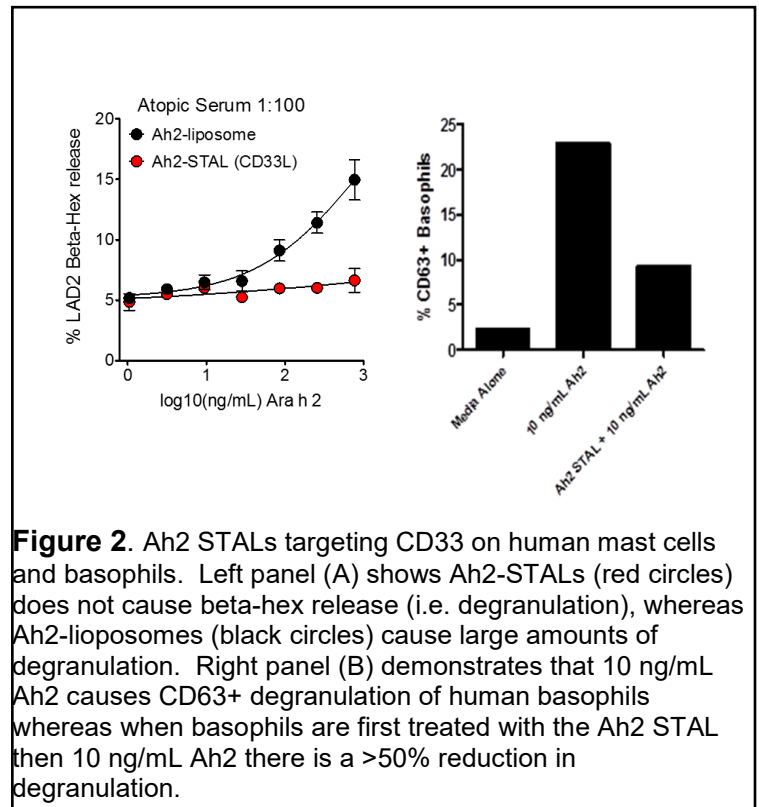 Atopic Serum 1:100
Ah2-liposome
Ah2-STAL (CD33L)
% LAD2 Beta-Hex release
20
15
10
5
0
0 1 2 3
log10(ng/mL) Ara h 2
% CD63+ Basophils
25
20
15
10
5
0
Media Alone
10 ng/mL Ah2
Ah2 STAL + 10 ng/mL Ah2
Figure 2. Ah2 STALs targeting CD33 on human mast cells
and basophils. Left panel (A) shows Ah2-STALs (red circles)
does not cause beta-hex release (i.e. degranulation), whereas
Ah2-lioposomes (black circles) cause large amounts of
degranulation. Right panel (B) demonstrates that 10 ng/mL
Ah2 causes CD63+ degranulation of human basophils
whereas when basophils are first treated with the Ah2 STAL
then 10 ng/mL Ah2 there is a >50% reduction in
degranulation.